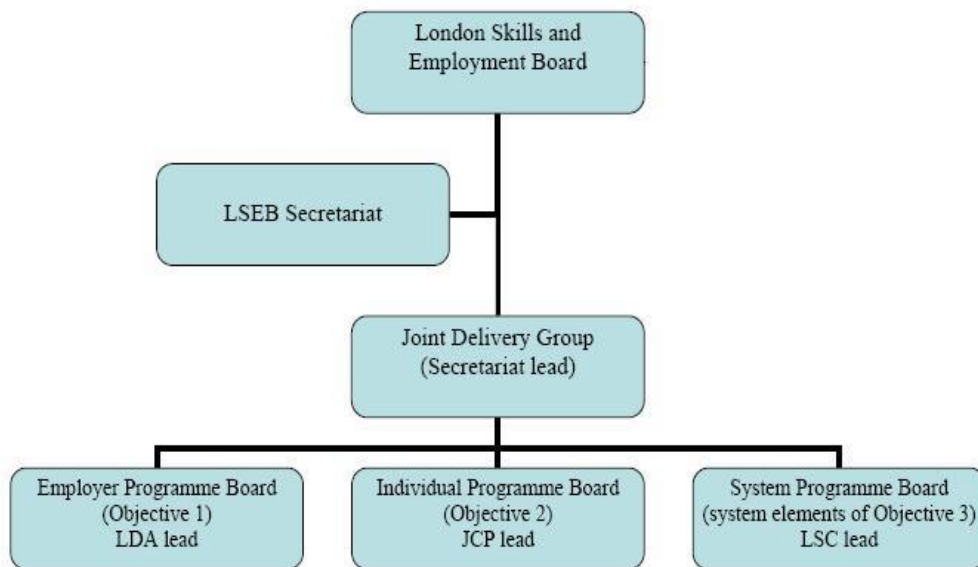 London Skills and
Employment Board
LSEB Secretariat
Joint Delivery Group
(Secretariat lead)
Employer Programme Board
(Objective 1)
LDA lead
Individual Programme Board
(Objective 2)
JCP lead
System Programme Board
(system elements of Objective 3)
LSC lead